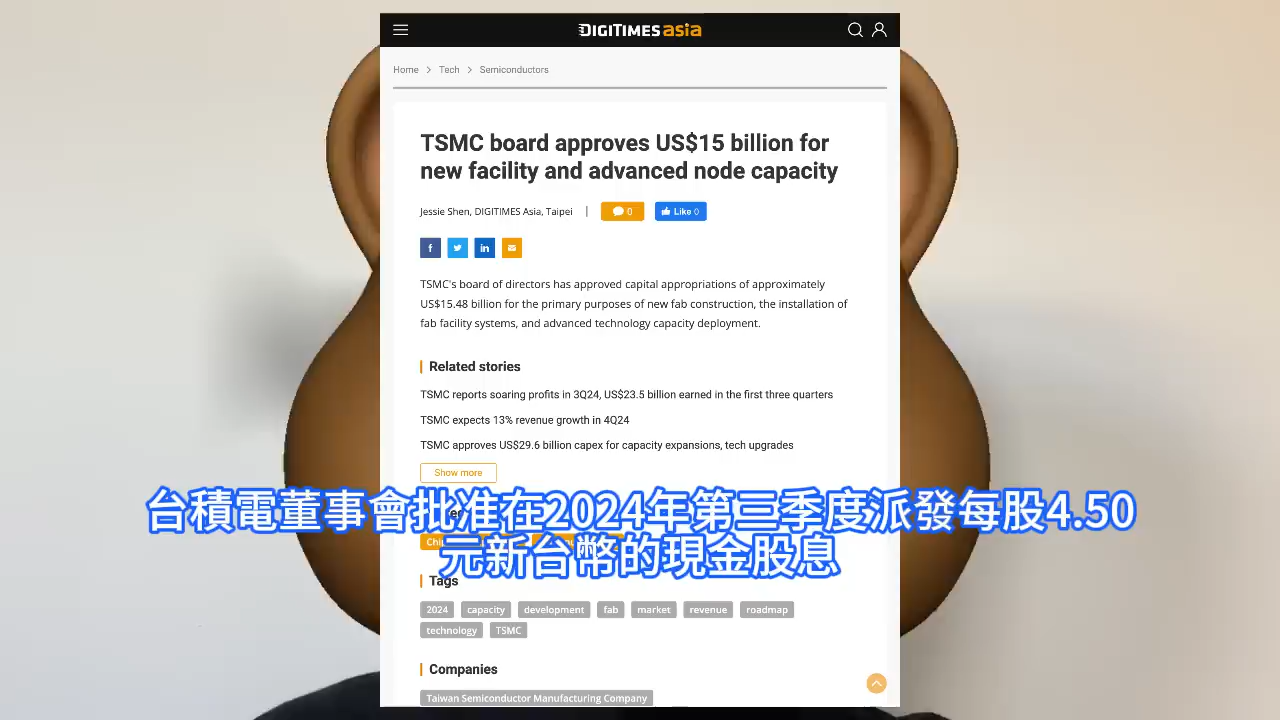 DIGITIMES asia
Home > Tech > Semiconductors
TSMC board approves US$15 billion for
new facility and advanced node capacity
Jessie Shen, DIGITIMES Asia, Taipei | 0 Like 0
TSMC's board of directors has approved capital appropriations of approximately
US$15.48 billion for the primary purposes of new fab construction, the installation of
fab facility systems, and advanced technology capacity deployment.
Related stories
TSMC reports soaring profits in 3Q24, US$23.5 billion earned in the first three quarters
TSMC expects 13% revenue growth in 4Q24
TSMC approves US$29.6 billion capex for capacity expansions, tech upgrades
Show more
台積電董事會批准在2024年第三季度派發每股4.50
元新台幣的現金股息
Tags
2024 capacity development fab market revenue roadmap
technology TSMC
Companies
Taiwan Semiconductor Manufacturing Company